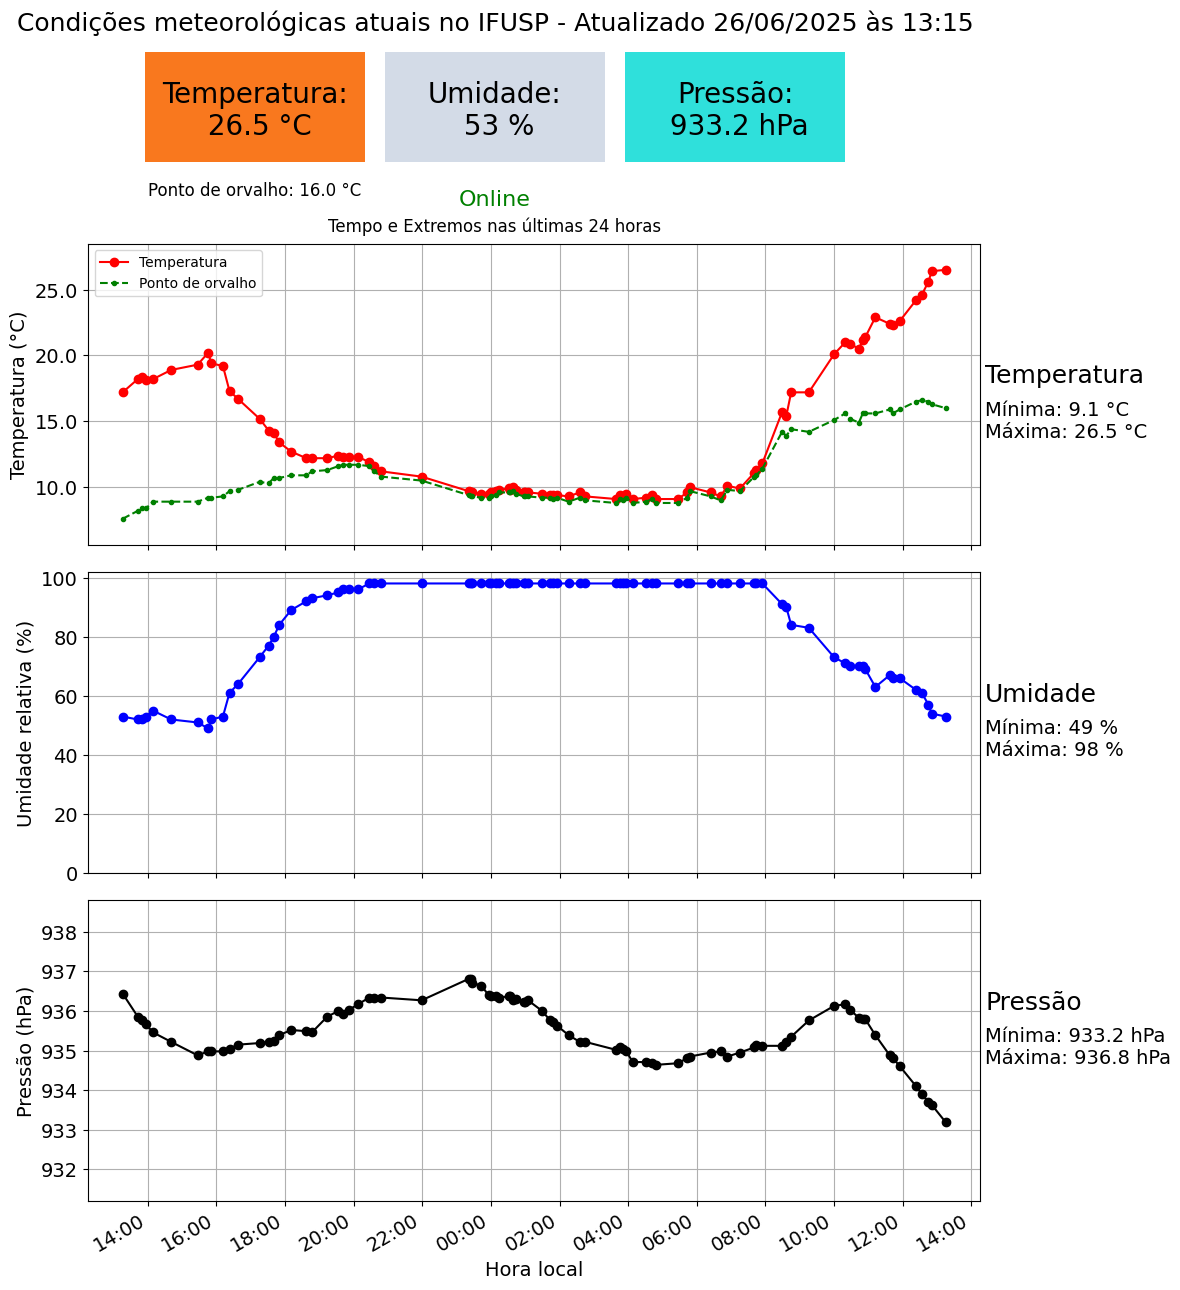 Condições meteorológicas atuais no IFUSP - Atualizado 26/06/2025 às 13:15
Temperatura:
26.5 °C
Umidade:
53 %
Pressão:
933.2 hPa
Ponto de orvalho: 16.0 °C
Online
Tempo e Extremos nas últimas 24 horas
Temperatura
Ponto de orvalho
Temperatura (°C)
25.0
20.0
15.0
10.0
Temperatura
Mínima: 9.1 °C
Máxima: 26.5 °C
Umidade relativa (%)
100
80
60
40
20
0
Umidade
Mínima: 49 %
Máxima: 98 %
Pressão (hPa)
938
937
936
935
934
933
932
Pressão
Mínima: 933.2 hPa
Máxima: 936.8 hPa
14:00
16:00
18:00
20:00
22:00
00:00
02:00
04:00
06:00
08:00
10:00
12:00
14:00
Hora local